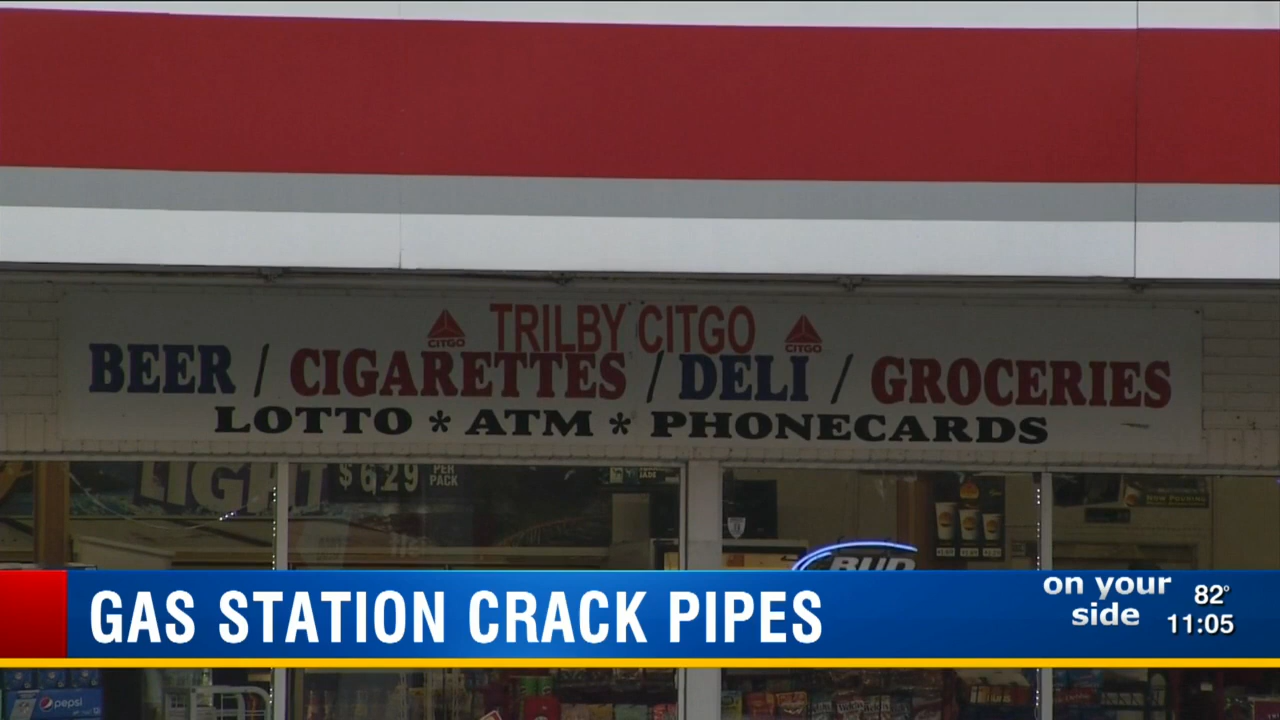 TRILBY CITGO
CITGO CITGO
BEER / CIGARETTES / DELI / GROCERIES
LOTTO * ATM * PHONECARDS
LIGHT
$6.29 PER PACK
BUD
GAS STATION CRACK PIPES
on your side
82°
11:05
pepsi